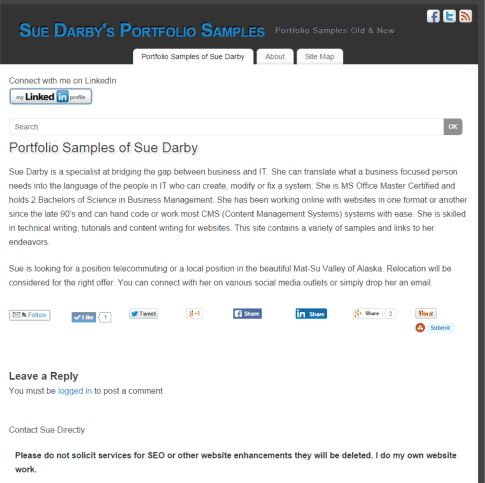 Sue Darby's Portfolio Samples Portfolio Samples Old & New
Portfolio Samples of Sue Darby About Site Map
Connect with me on LinkedIn
my Linked in profile
Search OK
Portfolio Samples of Sue Darby
Sue Darby is a specialist at bridging the gap between business and IT. She can translate what a business focused person
needs into the language of the people in IT who can create, modify or fix a system. She is MS Office Master Certified and
holds 2 Bachelors of Science in Business Management. She has been working online with websites in one format or another
since the late 90's and can hand code or work most CMS (Content Management Systems) systems with ease. She is skilled
in technical writing, tutorials and content writing for websites. This site contains a variety of samples and links to her
endeavors.
Sue is looking for a position telecommuting or a local position in the beautiful Mat-Su Valley of Alaska. Relocation will be
considered for the right offer. You can connect with her on various social media outlets or simply drop her an email.
Follow Like 1 Tweet g+1 f Share in Share g+ Share 2 Pin it
Submit
Leave a Reply
You must be logged in to post a comment.
Contact Sue Directly
Please do not solicit services for SEO or other website enhancements they will be deleted. I do my own website
work.